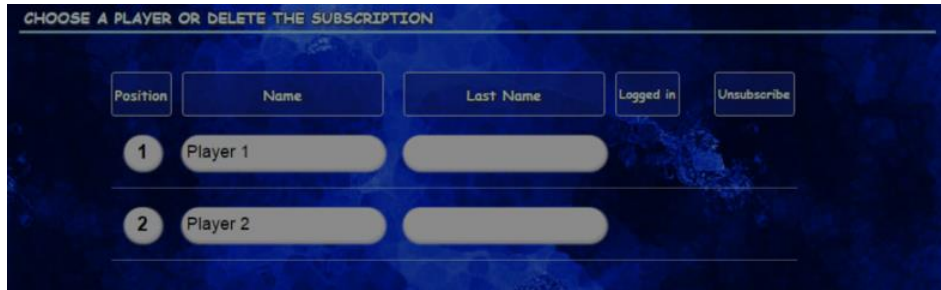 CHOOSE A PLAYER OR DELETE THE SUBSCRIPTION
Position Name Last Name Logged in Unsubscribe
1 Player 1
2 Player 2